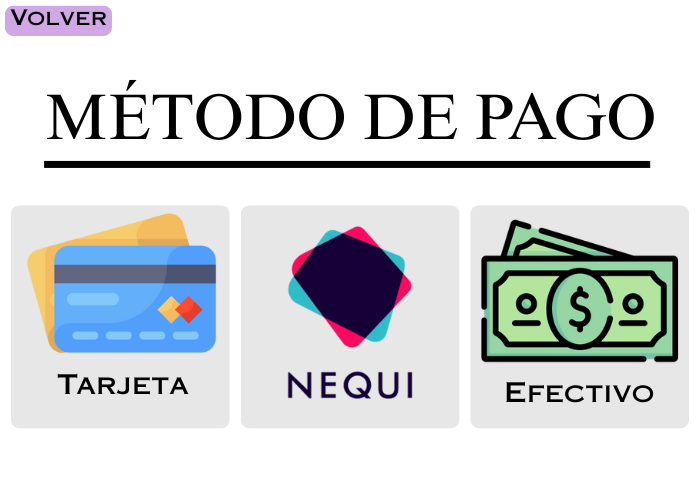 VOLVER
MÉTODO DE PAGO
TARJETA
NEQUI
$
EFECTIVO